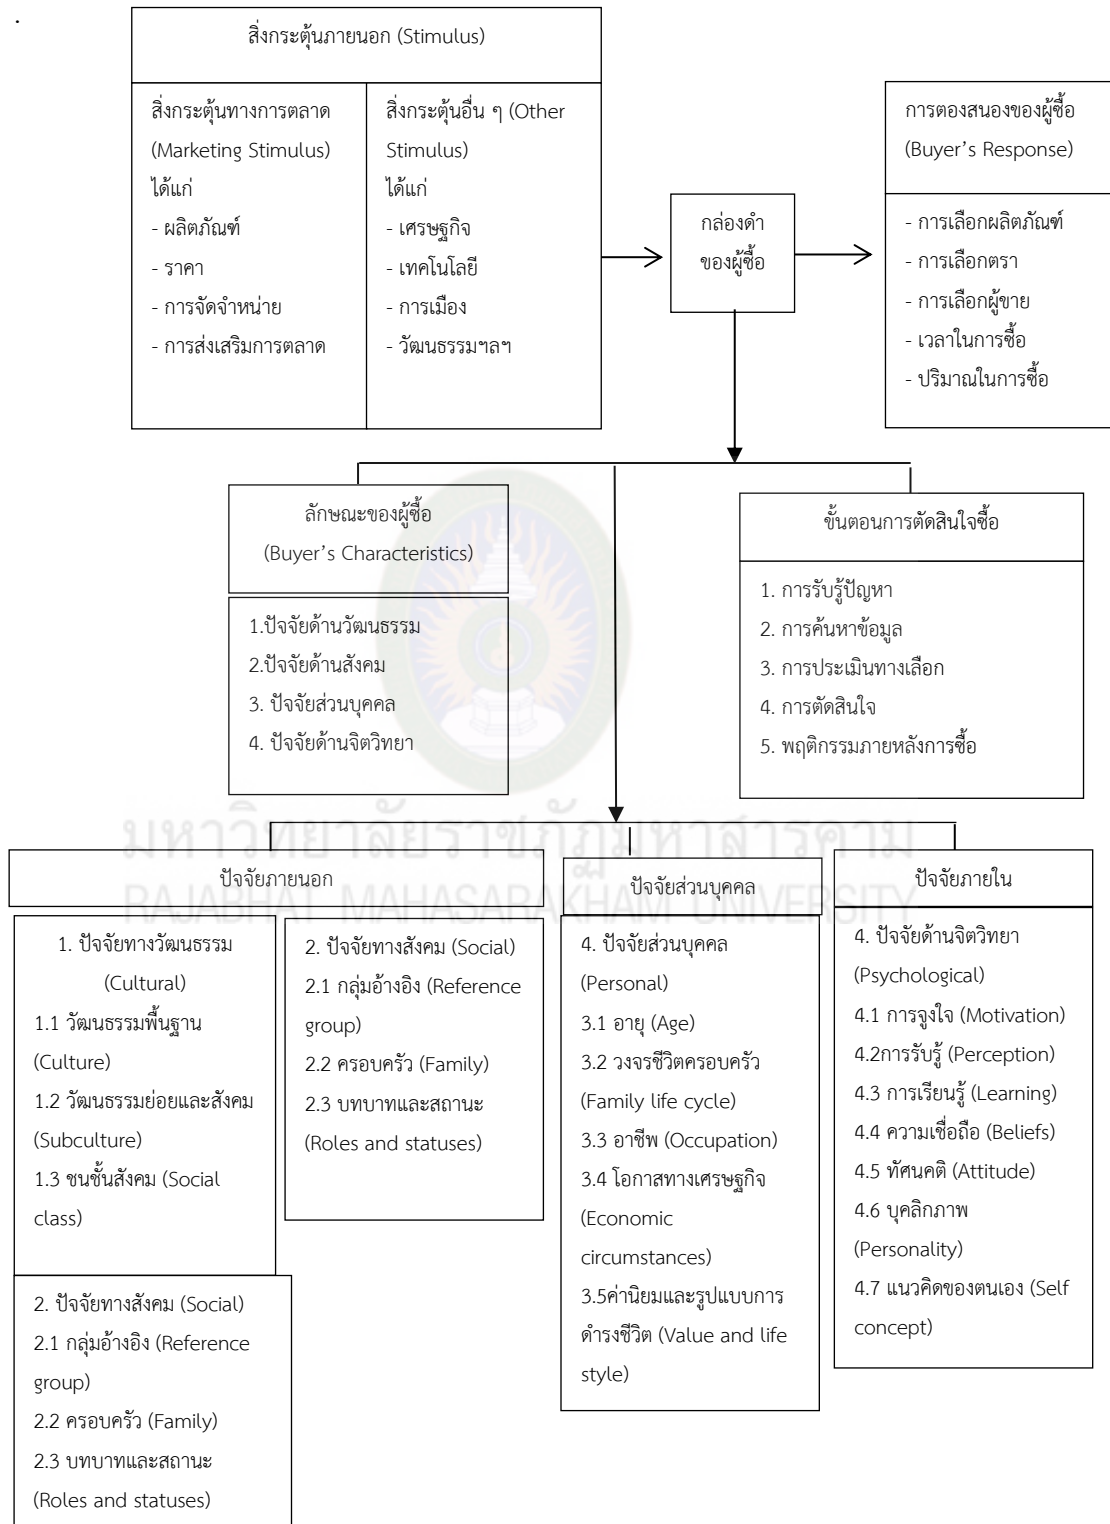 .
สิ่งกระตุ้นภายนอก (Stimulus)
สิ่งกระตุ้นทางการตลาด
(Marketing Stimulus)
ได้แก่
- ผลิตภัณฑ์
- ราคา
- การจัดจำหน่าย
- การส่งเสริมการตลาด
สิ่งกระตุ้นอื่น ๆ (Other
Stimulus)
ได้แก่
- เศรษฐกิจ
- เทคโนโลยี
- การเมือง
- วัฒนธรรมฯลฯ
กล่องดำ
ของผู้ซื้อ
การตองสนองของผู้ซื้อ
(Buyer’s Response)
- การเลือกผลิตภัณฑ์
- การเลือกตรา
- การเลือกผู้ขาย
- เวลาในการซื้อ
- ปริมาณในการซื้อ
ลักษณะของผู้ซื้อ
(Buyer’s Characteristics)
1.ปัจจัยด้านวัฒนธรรม
2.ปัจจัยด้านสังคม
3. ปัจจัยส่วนบุคคล
4. ปัจจัยด้านจิตวิทยา
ขั้นตอนการตัดสินใจซื้อ
1. การรับรู้ปัญหา
2. การค้นหาข้อมูล
3. การประเมินทางเลือก
4. การตัดสินใจ
5. พฤติกรรมภายหลังการซื้อ
มหาวิทยาลัยราชภัฏมหาสารคาม
RAJABHAT MAHASARAKHAM UNIVERSITY
ปัจจัยภายนอก
1. ปัจจัยทางวัฒนธรรม
(Cultural)
1.1 วัฒนธรรมพื้นฐาน
(Culture)
1.2 วัฒนธรรมย่อยและสังคม
(Subculture)
1.3 ชนชั้นสังคม (Social
class)
2. ปัจจัยทางสังคม (Social)
2.1 กลุ่มอ้างอิง (Reference
group)
2.2 ครอบครัว (Family)
2.3 บทบาทและสถานะ
(Roles and statuses)
2. ปัจจัยทางสังคม (Social)
2.1 กลุ่มอ้างอิง (Reference
group)
2.2 ครอบครัว (Family)
2.3 บทบาทและสถานะ
(Roles and statuses)
ปัจจัยส่วนบุคคล
4. ปัจจัยส่วนบุคคล
(Personal)
3.1 อายุ (Age)
3.2 วงจรชีวิตครอบครัว
(Family life cycle)
3.3 อาชีพ (Occupation)
3.4 โอกาสทางเศรษฐกิจ
(Economic
circumstances)
3.5ค่านิยมและรูปแบบการ
ดำรงชีวิต (Value and life
style)
ปัจจัยภายใน
4. ปัจจัยด้านจิตวิทยา
(Psychological)
4.1 การจูงใจ (Motivation)
4.2การรับรู้ (Perception)
4.3 การเรียนรู้ (Learning)
4.4 ความเชื่อถือ (Beliefs)
4.5 ทัศนคติ (Attitude)
4.6 บุคลิกภาพ
(Personality)
4.7 แนวคิดของตนเอง (Self
concept)